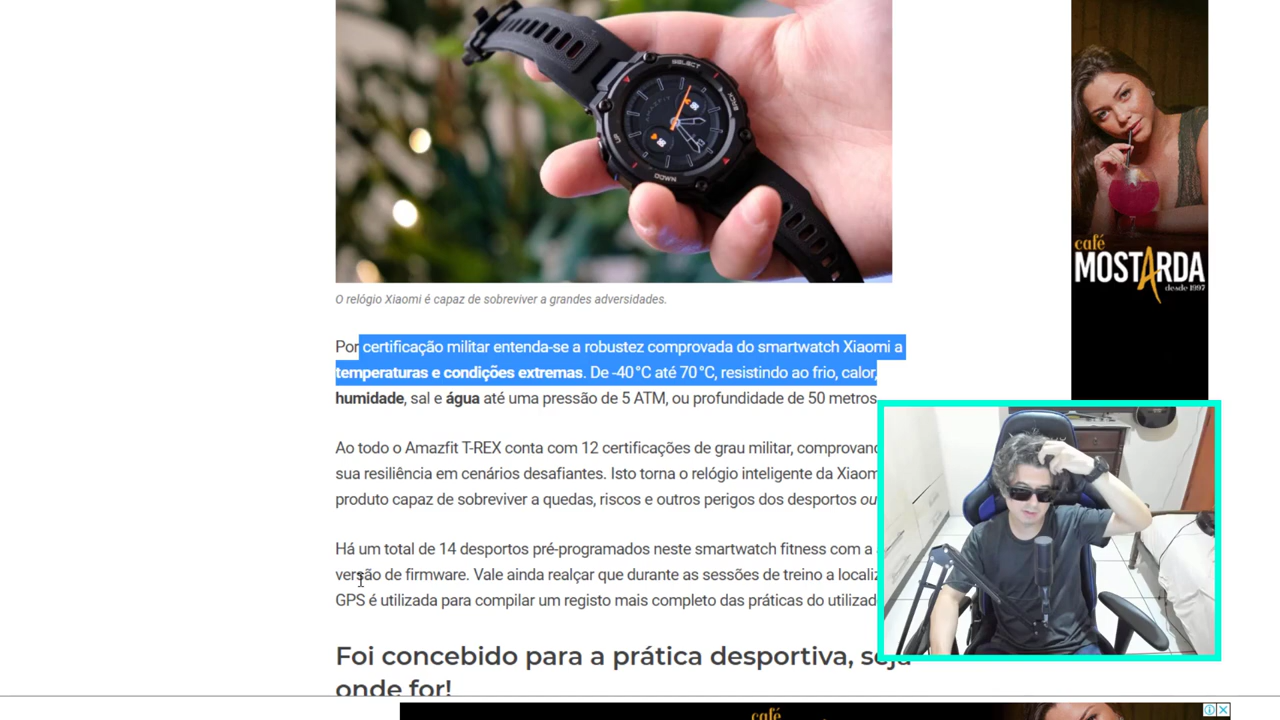 SELECT
BACK
UP
O relógio Xiaomi é capaz de sobreviver a grandes adversidades.
Por certificação militar entenda-se a robustez comprovada do smartwatch Xiaomi a
temperaturas e condições extremas. De -40°C até 70°C, resistindo ao frio, calor,
humidade, sal e água até uma pressão de 5 ATM, ou profundidade de 50 metros
Ao todo o Amazfit T-REX conta com 12 certificações de grau militar,
sua resiliência em cenários desafiantes. Isto torna o relógio inteligente da
produto capaz de sobreviver a quedas, riscos e outros perigos dos desportos
Há um total de 14 desportos pré-programados neste smartwatch fitness com a
versão de firmware. Vale ainda realçar que durante as sessões de treino a
GPS é utilizada para compilar um registo mais completo das práticas do
Foi concebido para a prática desportiva, seja
onde for!
café
MOSTARDA
desde 1997
café